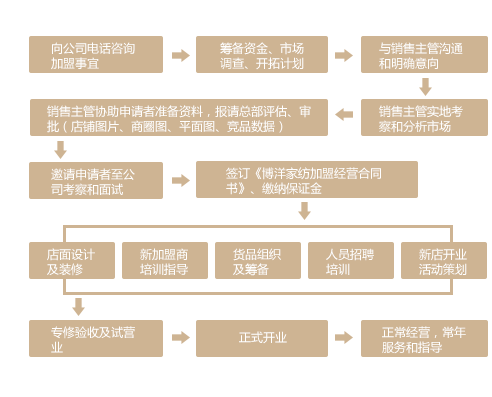 向公司电话咨询
加盟事宜
筹备资金、市场
调查、开拓计划
与销售主管沟通
和明确意向
销售主管实地考
察和分析市场
销售主管协助申请者准备资料，报请总部评估、审
批（店铺图片、商圈图、平面图、竞品数据）
邀请申请者至公
司考察和面试
签订《博洋家纺加盟经营合同
书》、缴纳保证金
店面设计
及装修
新加盟商
培训指导
货品组织
及筹备
人员招聘
培训
新店开业
活动策划
专修验收及试营
业
正式开业
正常经营，常年
服务和指导